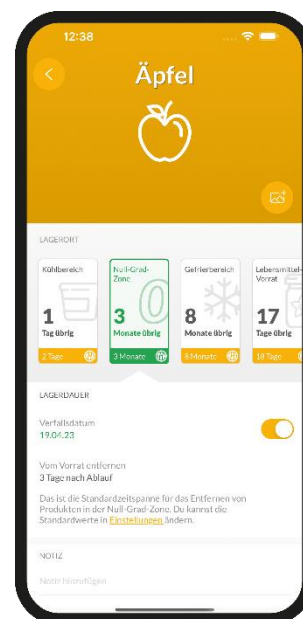 12:38
Äpfel
LAGERORT
Kühlbereich
1
Tag übrig
2 Tage
Null-Grad-
Zone
0
3
Monate übrig
3 Monate
Gefrierbereich
8
Monate übrig
8 Monate
Lebensmittel-
Vorrat
17
Tage übrig
18 Tage
LAGERDAUER
Verfallsdatum
19.04.23
Vom Vorrat entfernen
3 Tage nach Ablauf
Das ist die Standardzeitspanne für das Entfernen von
Produkten in der Null-Grad-Zone. Du kannst die
Standardwerte in Einstellungen ändern.
NOTIZ
Notiz hinzufügen